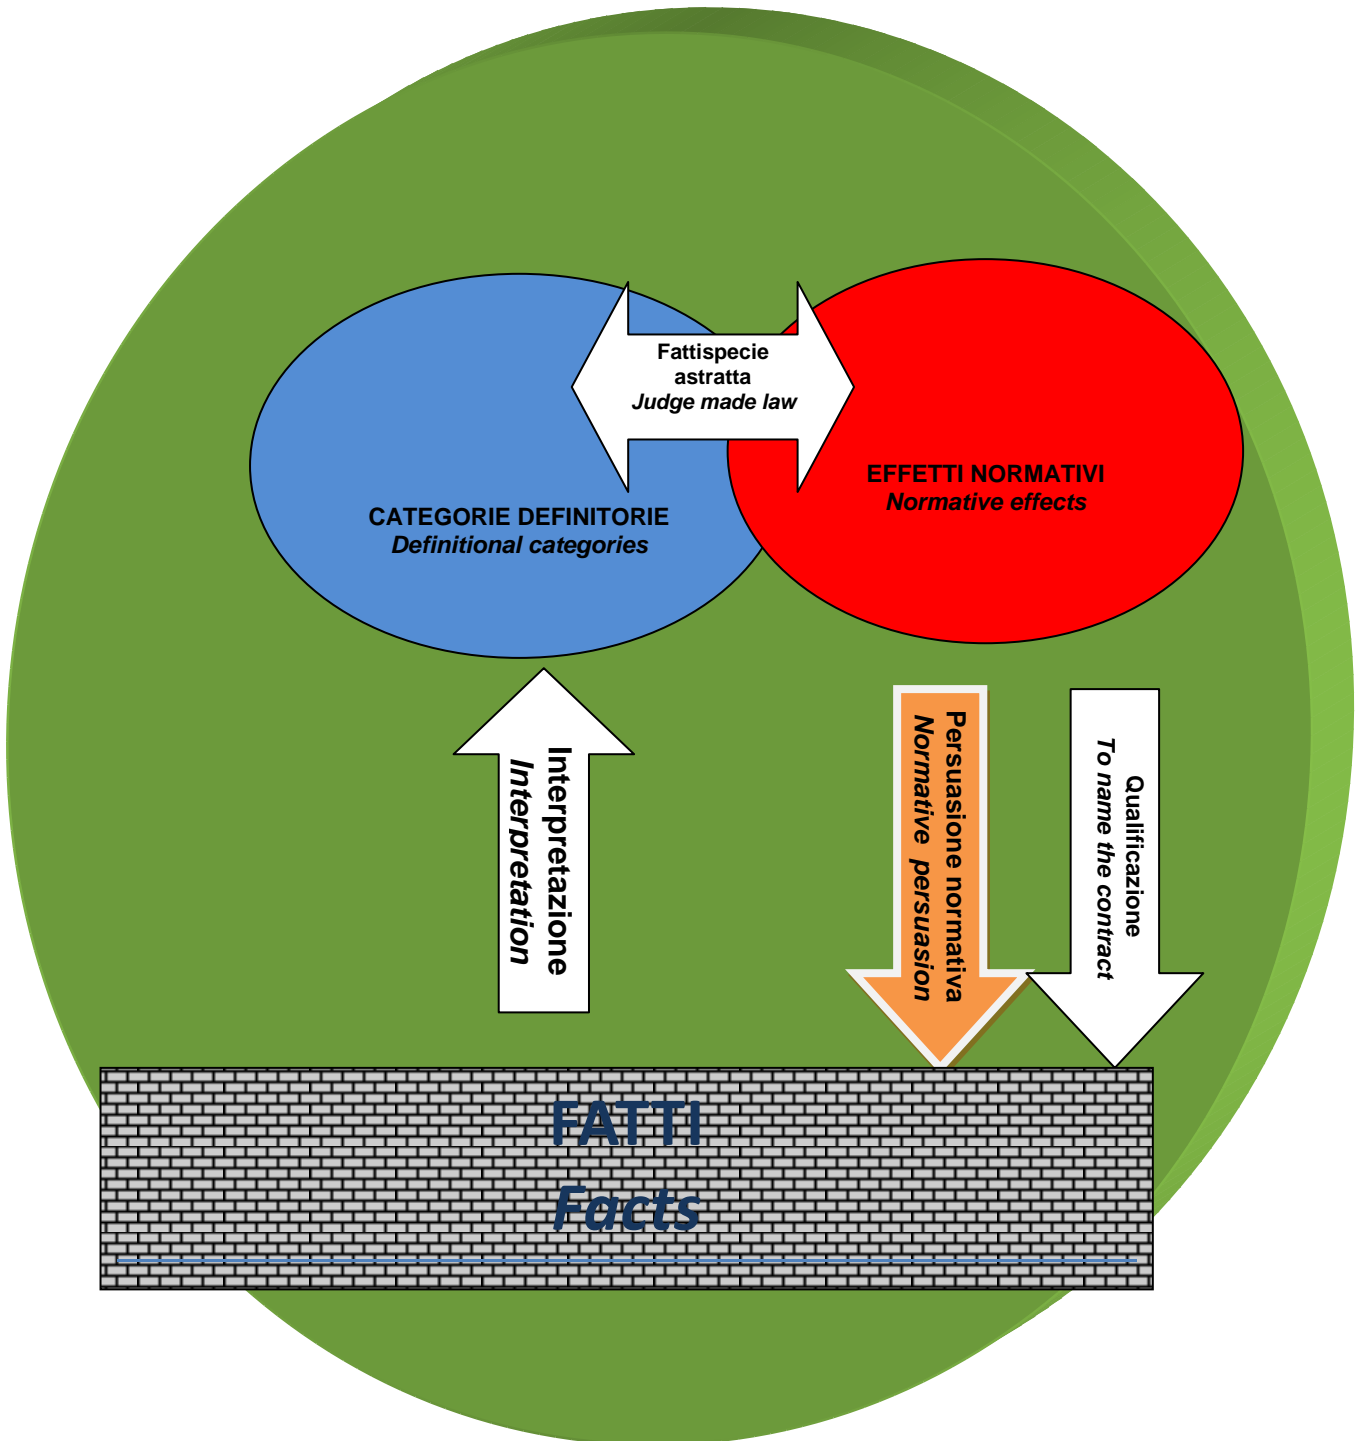 Fattispecie
astratta
Judge made law
EFFETTI NORMATIVI
Normative effects
CATEGORIE DEFINITORIE
Definitional categories
Interpretazione
Interpretation
Persuasione normativa
Normative persuasion
Qualificazione
To name the contract
FATTI
Facts